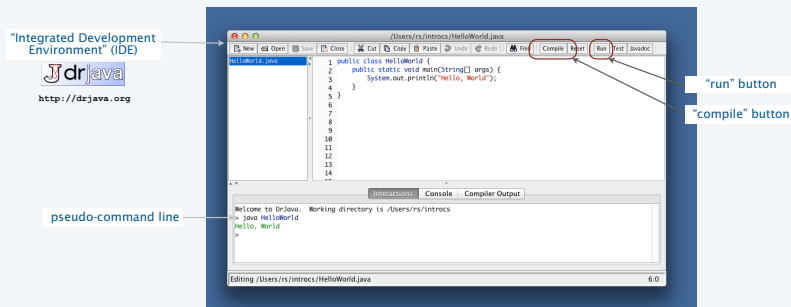 “Integrated Development
Environment” (IDE)
drjava
http://drjava.org
pseudo-command line
/Users/rs/introcs/HelloWorld.java
New Open Save Close Cut Copy Paste Undo Redo Find Compile Reset Run Test Javadoc
HelloWorld.java
1 public class HelloWorld {
2 public static void main(String[] args) {
3 System.out.println("Hello, World");
4 }
5 }
6
7
8
9
10
11
12
13
14
Interactions Console Compiler Output
Welcome to DrJava. Working directory is /Users/rs/introcs
> java HelloWorld
Hello, World
>
Editing /Users/rs/introcs/HelloWorld.java 6:0
“run” button
“compile” button